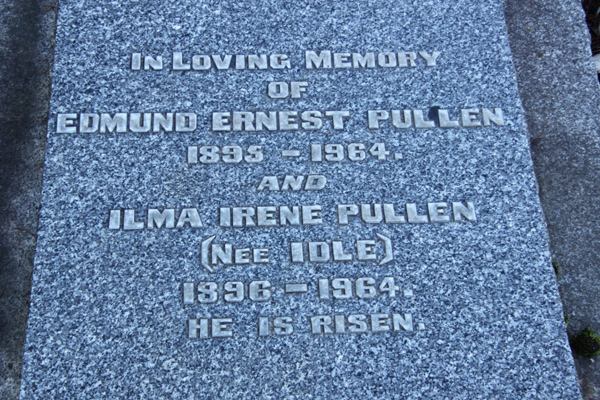 In Loving Memory
OF
EDMUND ERNEST PULLEN
1895 – 1964.
AND
ILMA IRENE PULLEN
(Nee IDLE)
1896 – 1964.
HE IS RISEN.